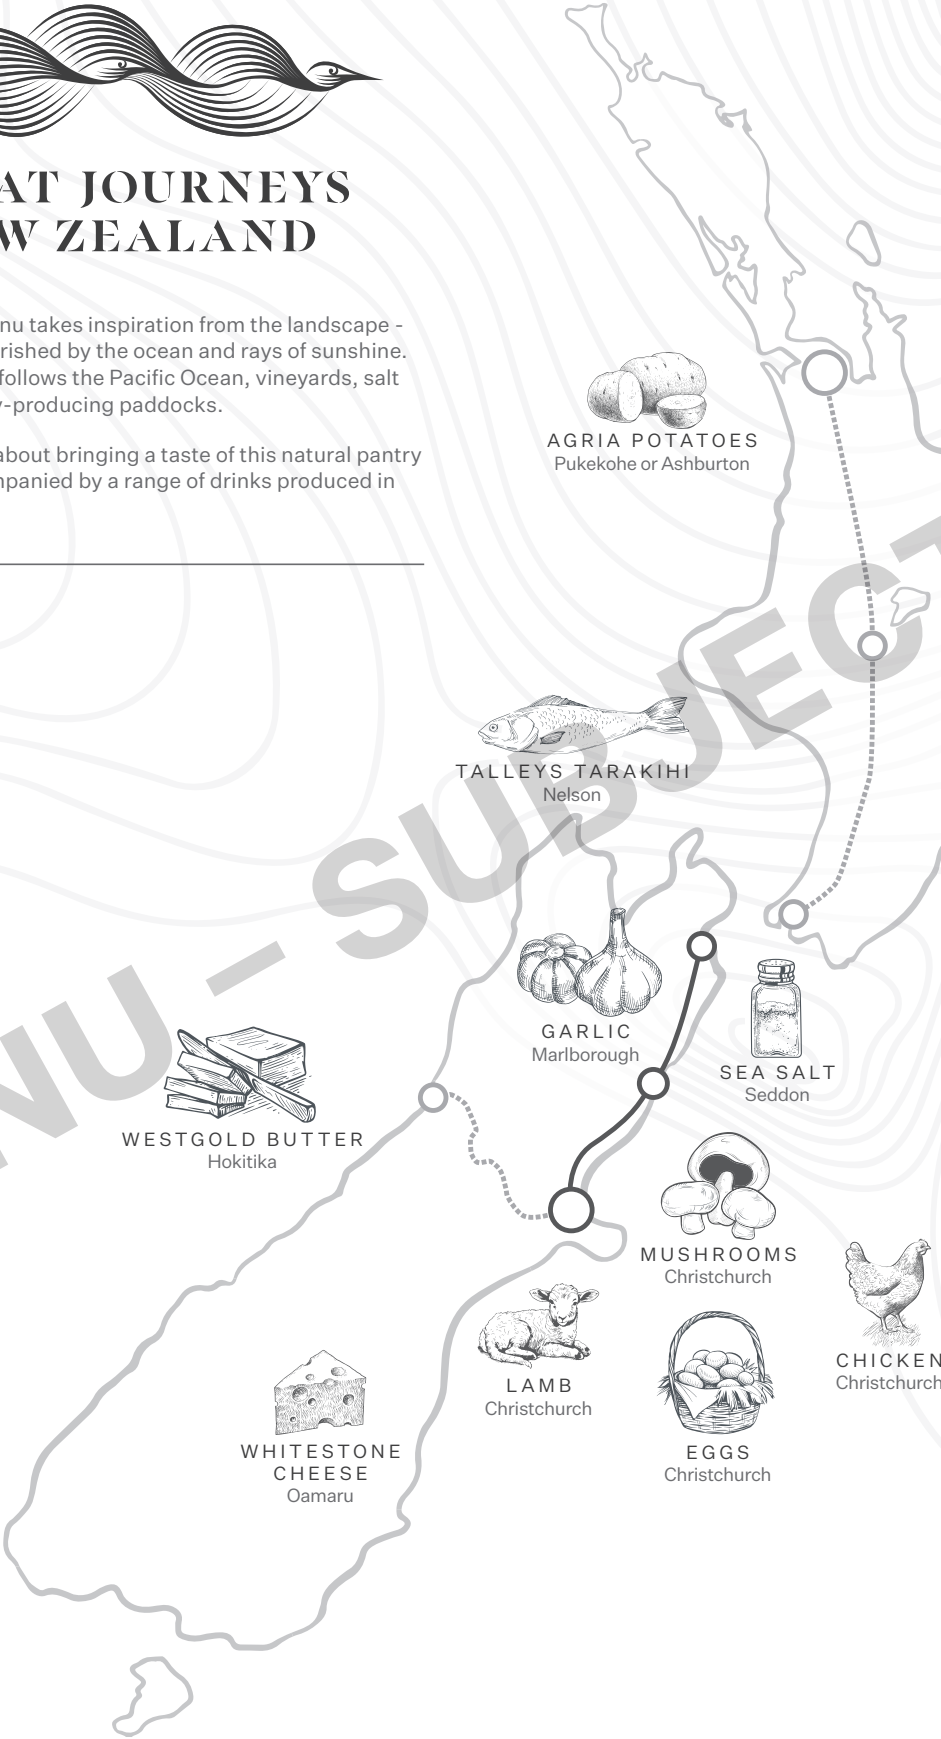 AT JOURNEYS
W ZEALAND
nu takes inspiration from the landscape -
rished by the ocean and rays of sunshine.
follows the Pacific Ocean, vineyards, salt
y-producing paddocks.
about bringing a taste of this natural pantry
mpanied by a range of drinks produced in
AGRIA POTATOES
Pukekohe or Ashburton
TALLEYS TARAKIHI
Nelson
NU – SUBJECT
GARLIC
Marlborough
SEA SALT
Seddon
WESTGOLD BUTTER
Hokitika
MUSHROOMS
Christchurch
CHICKEN
Christchurch
LAMB
Christchurch
EGGS
Christchurch
WHITESTONE
CHEESE
Oamaru